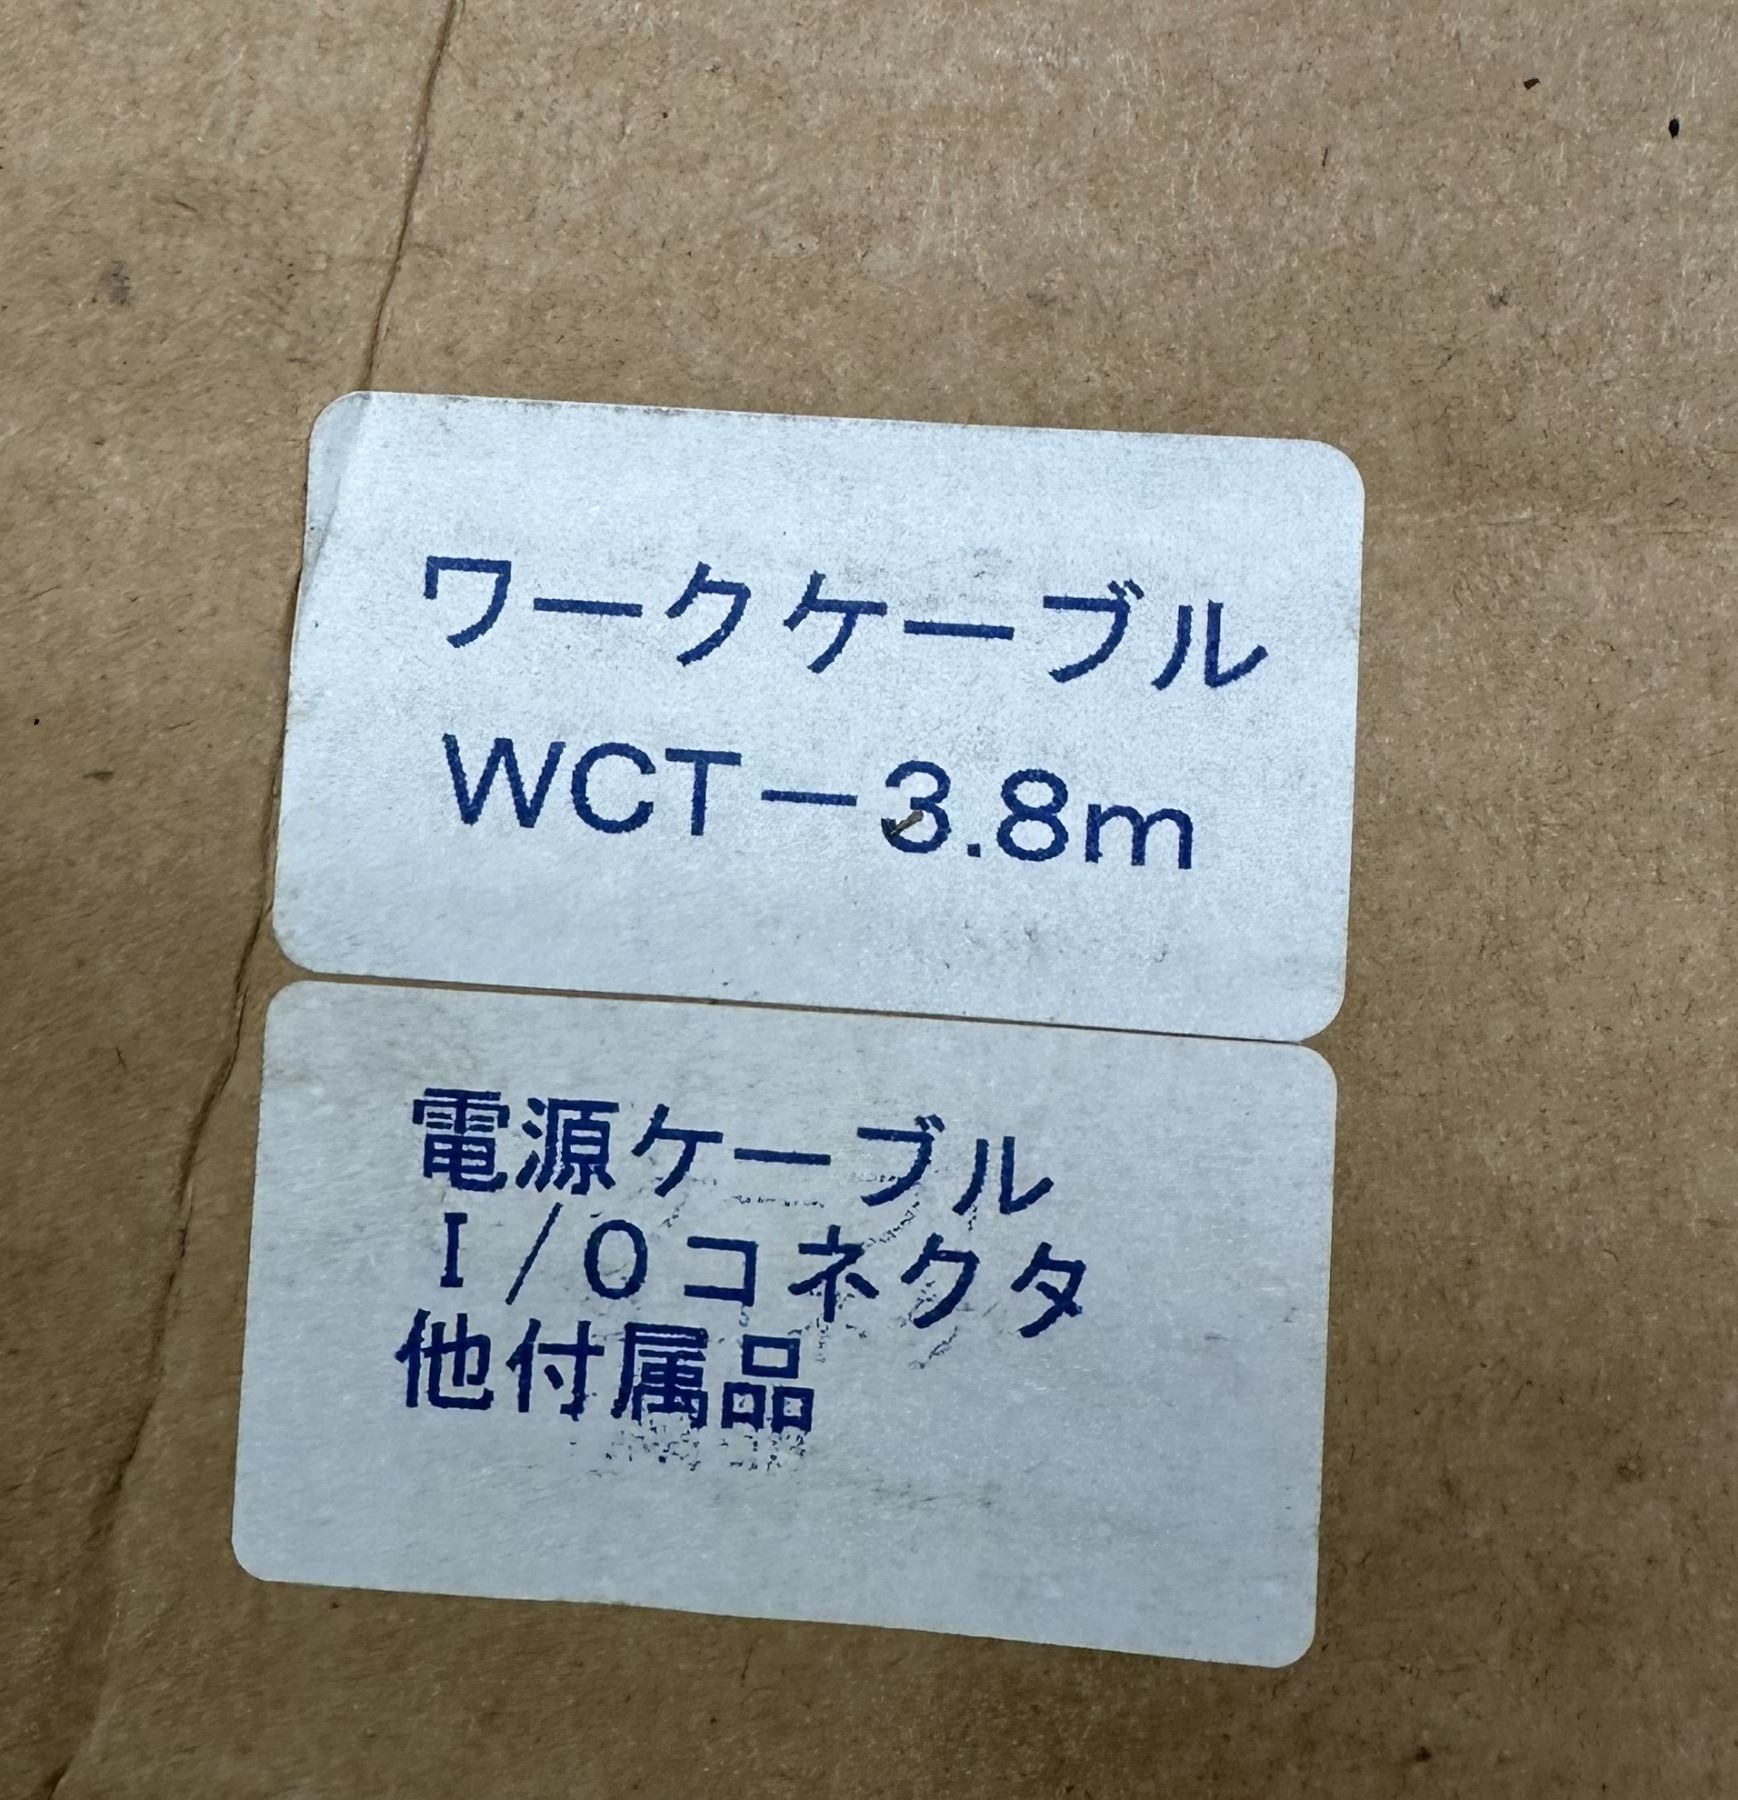 ワークケーブル
WCT－3.8m
電源ケーブル
I/Oコネクタ
他付属品